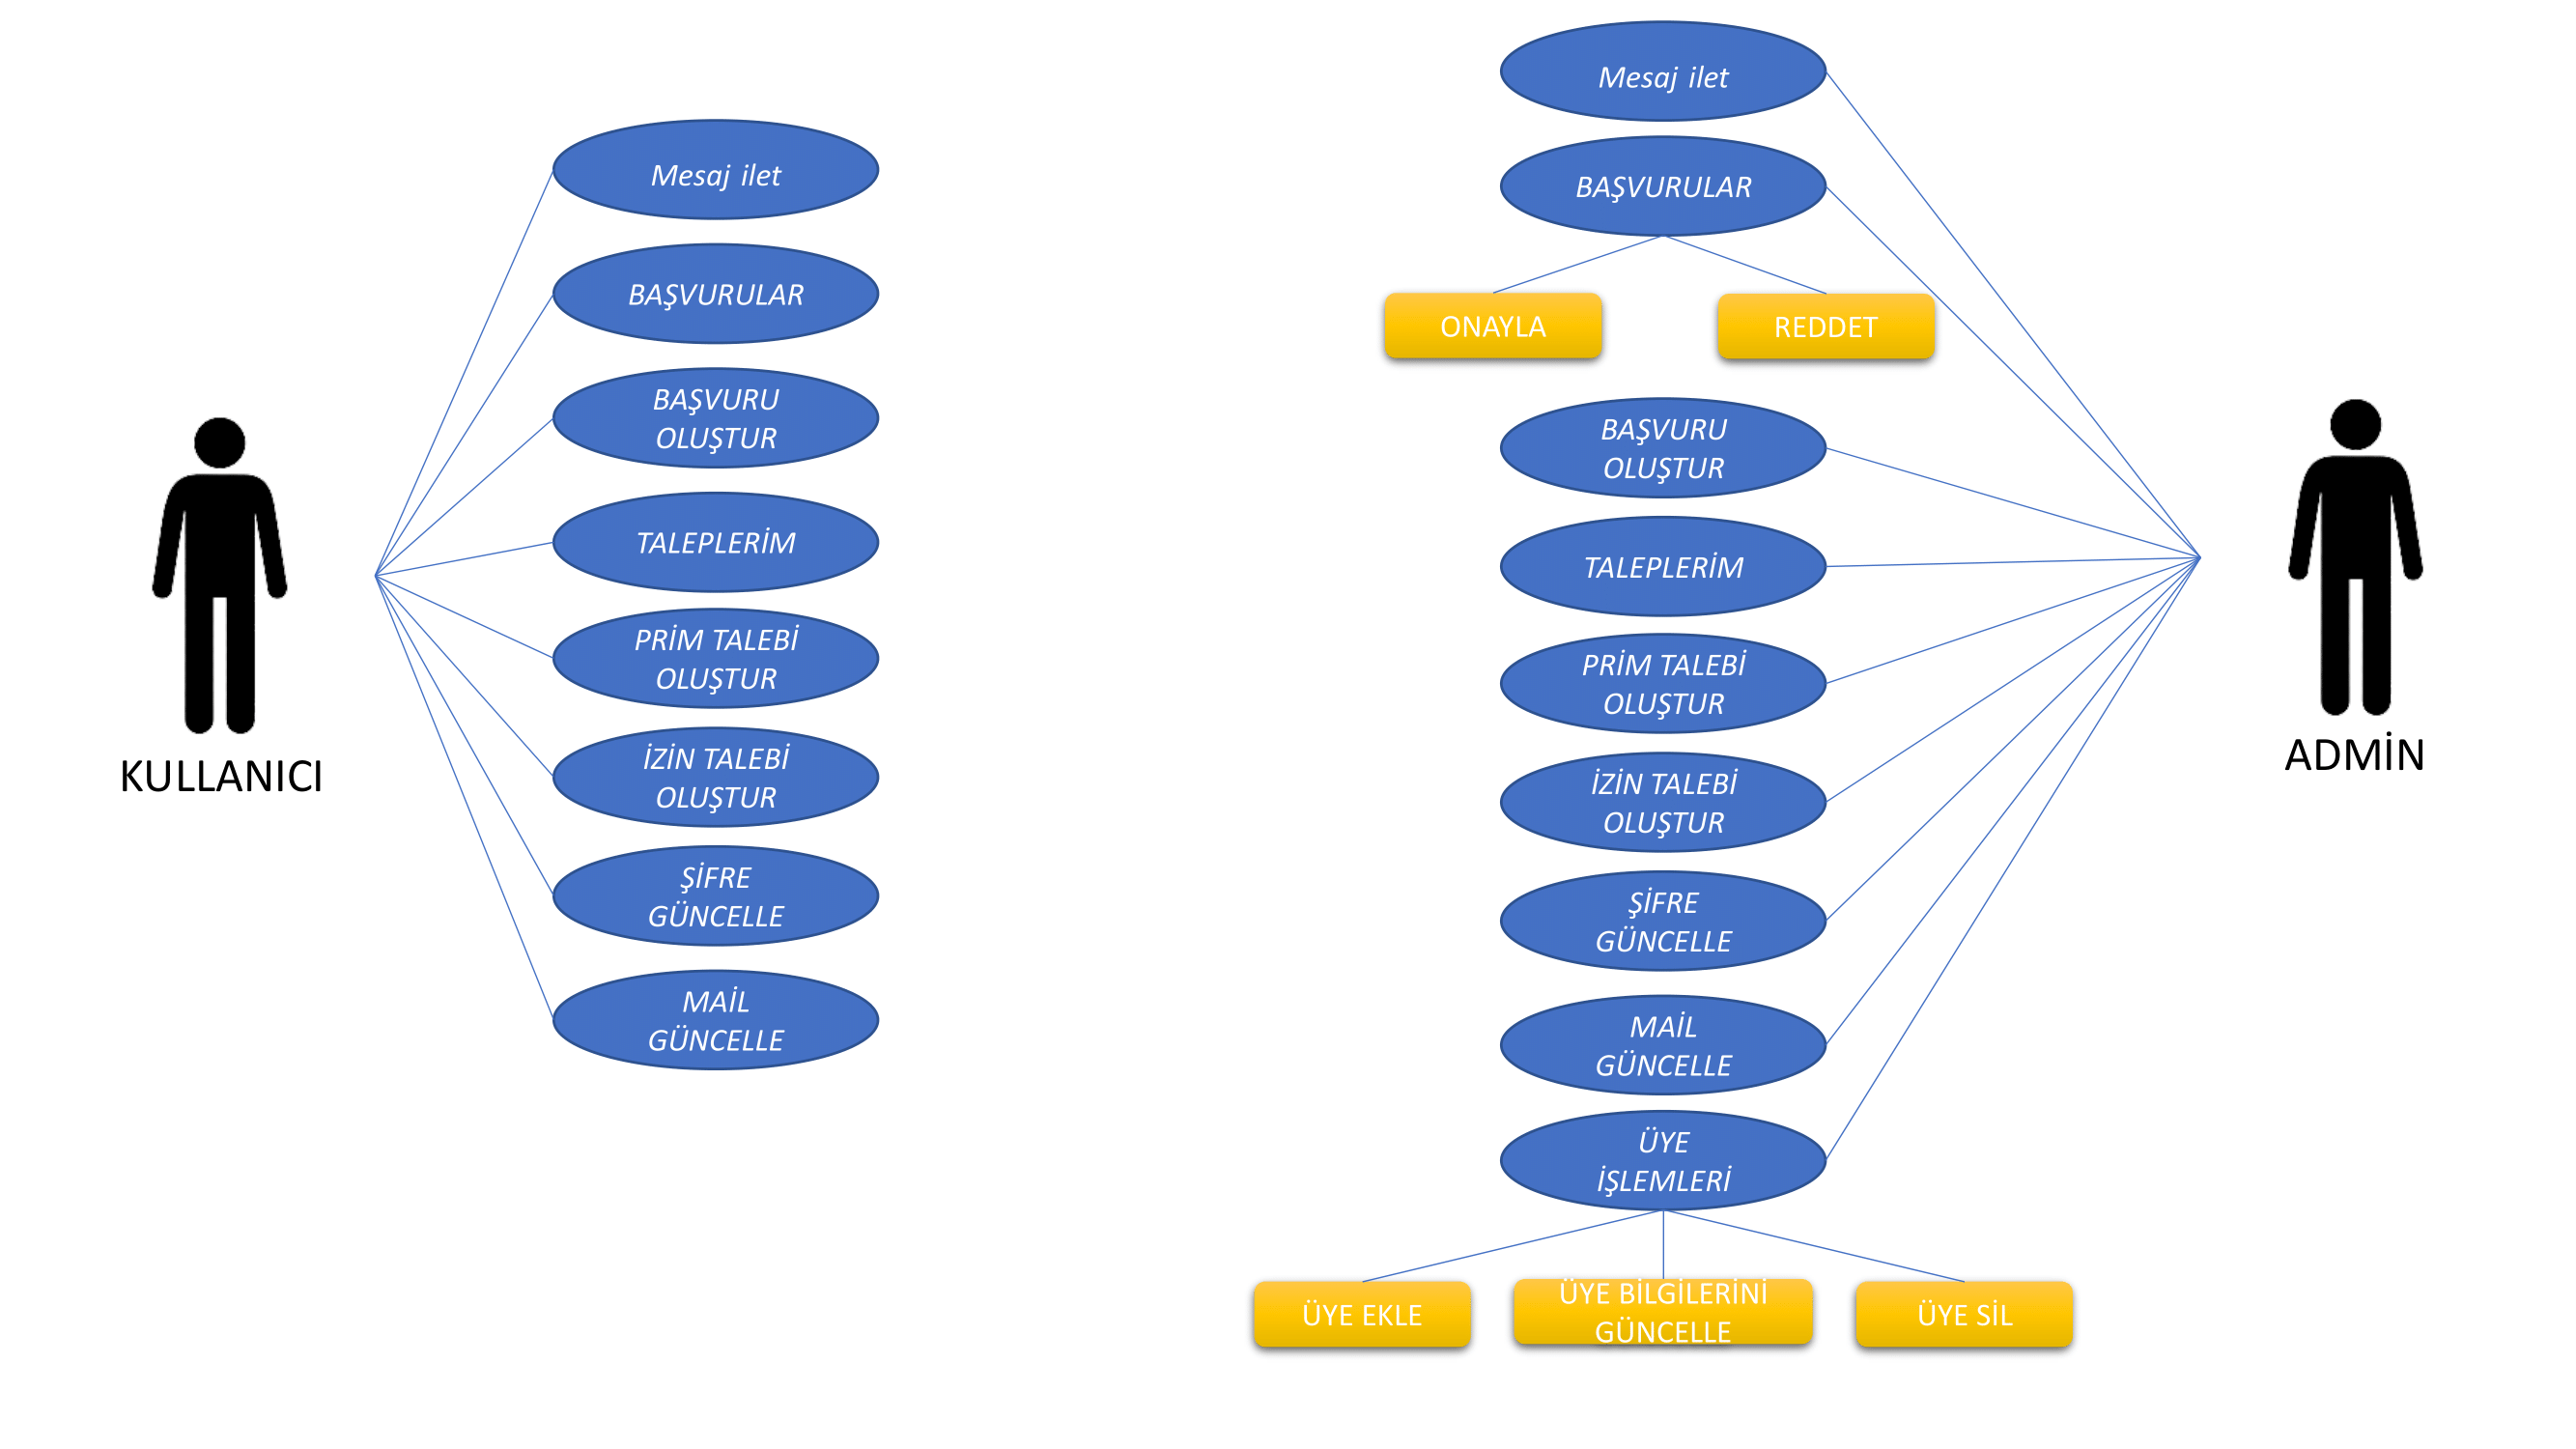 Mesaj ilet
BAŞVURULAR
BAŞVURU
OLUŞTUR
TALEPLERİM
PRİM TALEBİ
OLUŞTUR
İZİN TALEBİ
OLUŞTUR
ŞİFRE
GÜNCELLE
MAİL
GÜNCELLE
KULLANICI
Mesaj ilet
BAŞVURULAR
ONAYLA
REDDET
BAŞVURU
OLUŞTUR
TALEPLERİM
PRİM TALEBİ
OLUŞTUR
İZİN TALEBİ
OLUŞTUR
ŞİFRE
GÜNCELLE
MAİL
GÜNCELLE
ÜYE
İŞLEMLERİ
ÜYE EKLE
ÜYE BİLGİLERİNİ
GÜNCELLE
ÜYE SİL
ADMİN